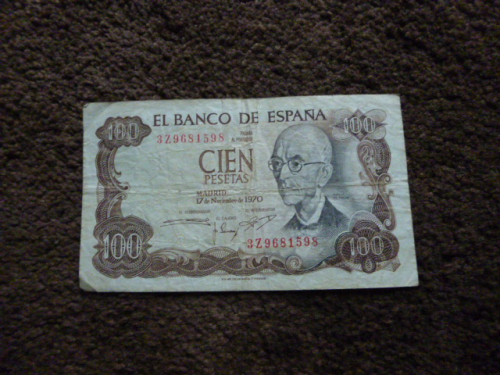 EL BANCO DE ESPAÑA
100
100
3Z9681598
CIEN
PESETAS
MADRID
17 de Noviembre de 1970
3Z9681598
100
100